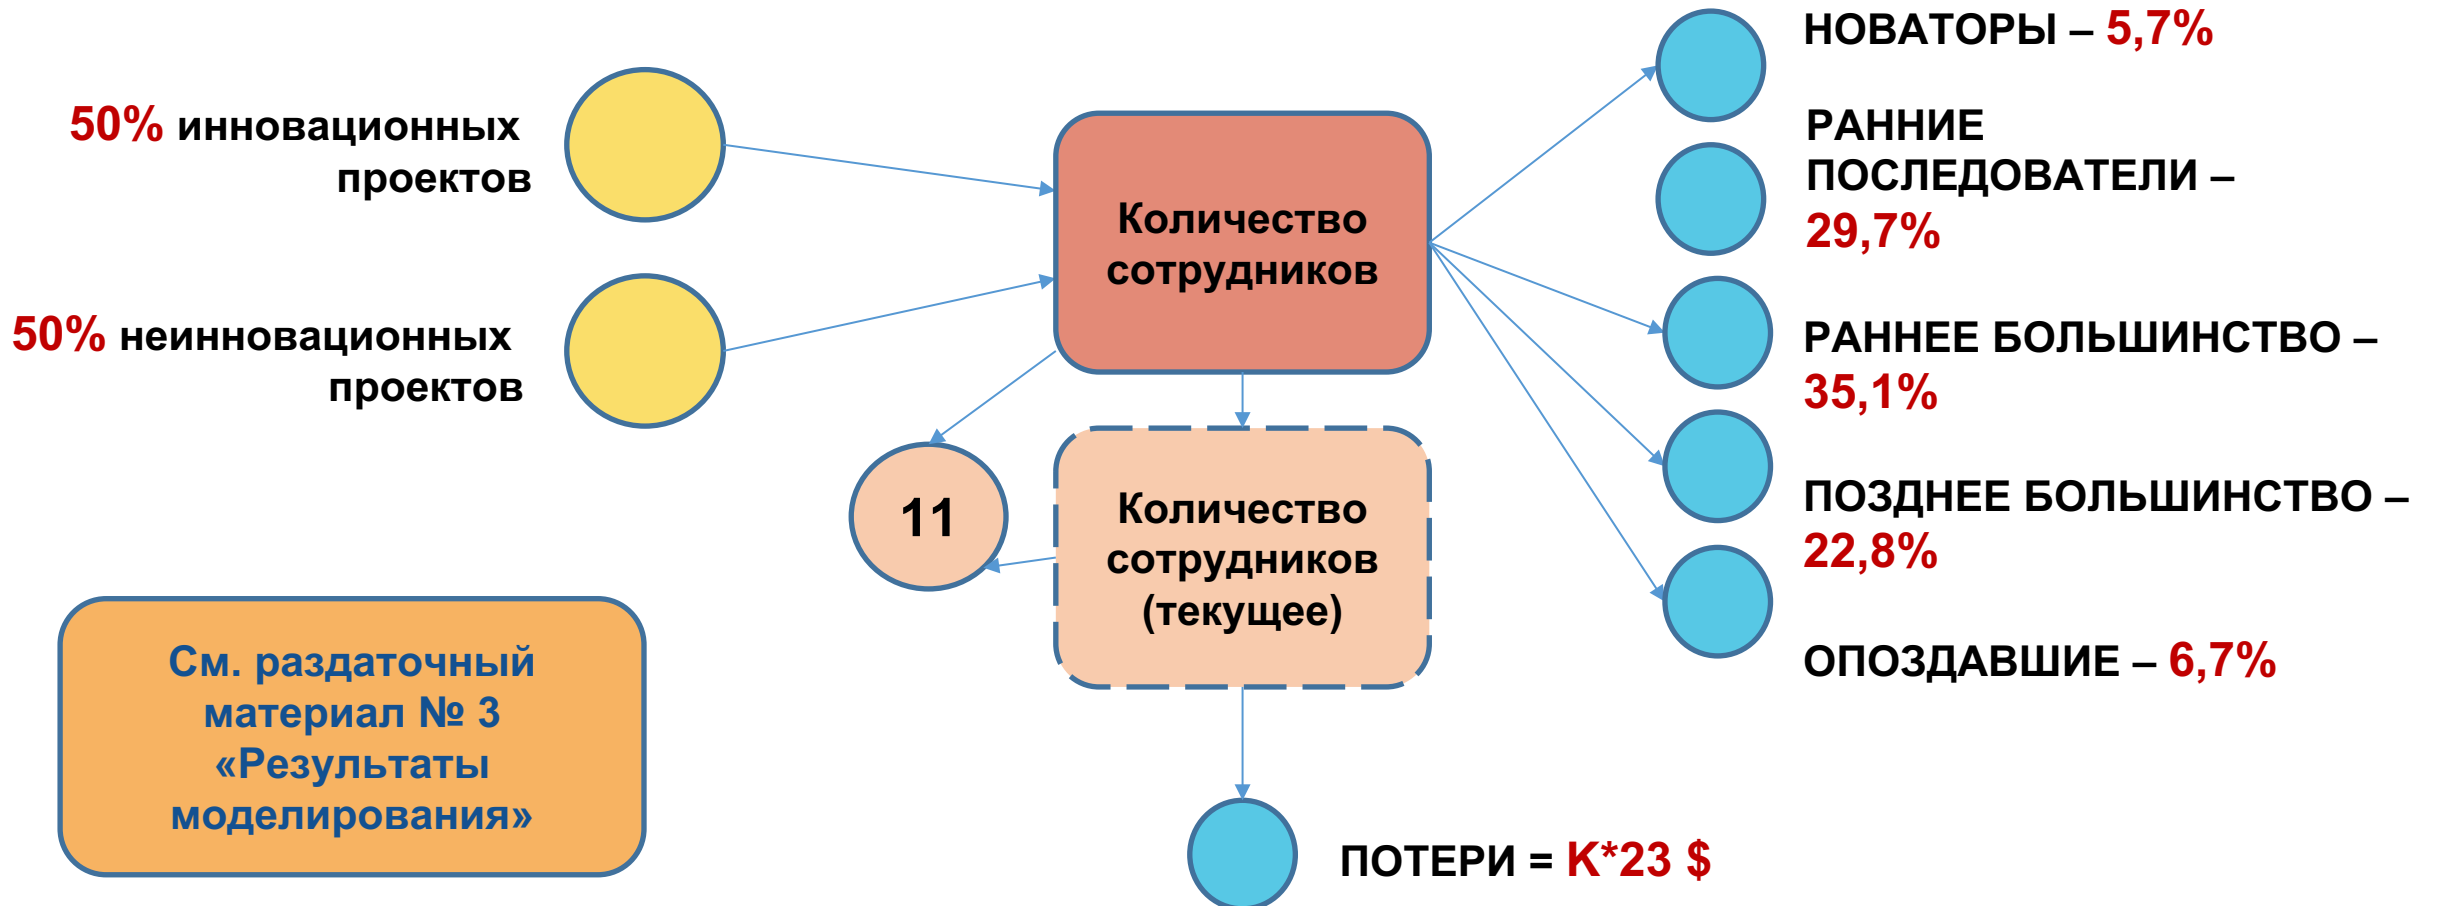 50% инновационных
проектов
50% неинновационных
проектов
Количество
сотрудников
11
Количество
сотрудников
(текущее)
См. раздаточный
материал № 3
«Результаты
моделирования»
НОВАТОРЫ – 5,7%
РАННИЕ
ПОСЛЕДОВАТЕЛИ –
29,7%
РАННЕЕ БОЛЬШИНСТВО –
35,1%
ПОЗДНЕЕ БОЛЬШИНСТВО –
22,8%
ОПОЗДАВШИЕ – 6,7%
ПОТЕРИ = K*23 $